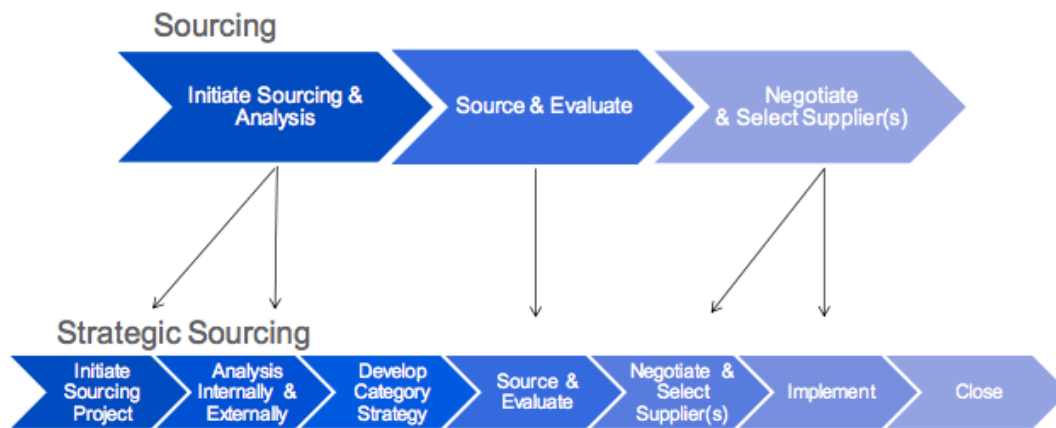 Sourcing
Initiate Sourcing &
Analysis
Source & Evaluate
Negotiate
& Select Supplier(s)
Strategic Sourcing
Initiate
Sourcing
Project
Analysis
Internally &
Externally
Develop
Category
Strategy
Source &
Evaluate
Negotiate &
Select
Supplier(s)
Implement
Close